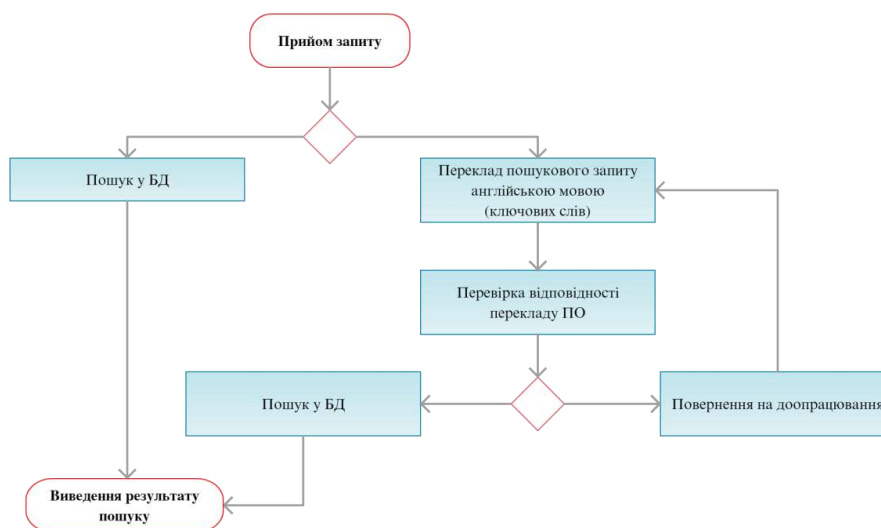 Прийом запиту
Пошук у БД
Переклад пошукового запиту
англійською мовою
(ключових слів)
Перевірка відповідності
перекладу ПО
Пошук у БД
Повернення на доопрацювання
Виведення результату
пошуку